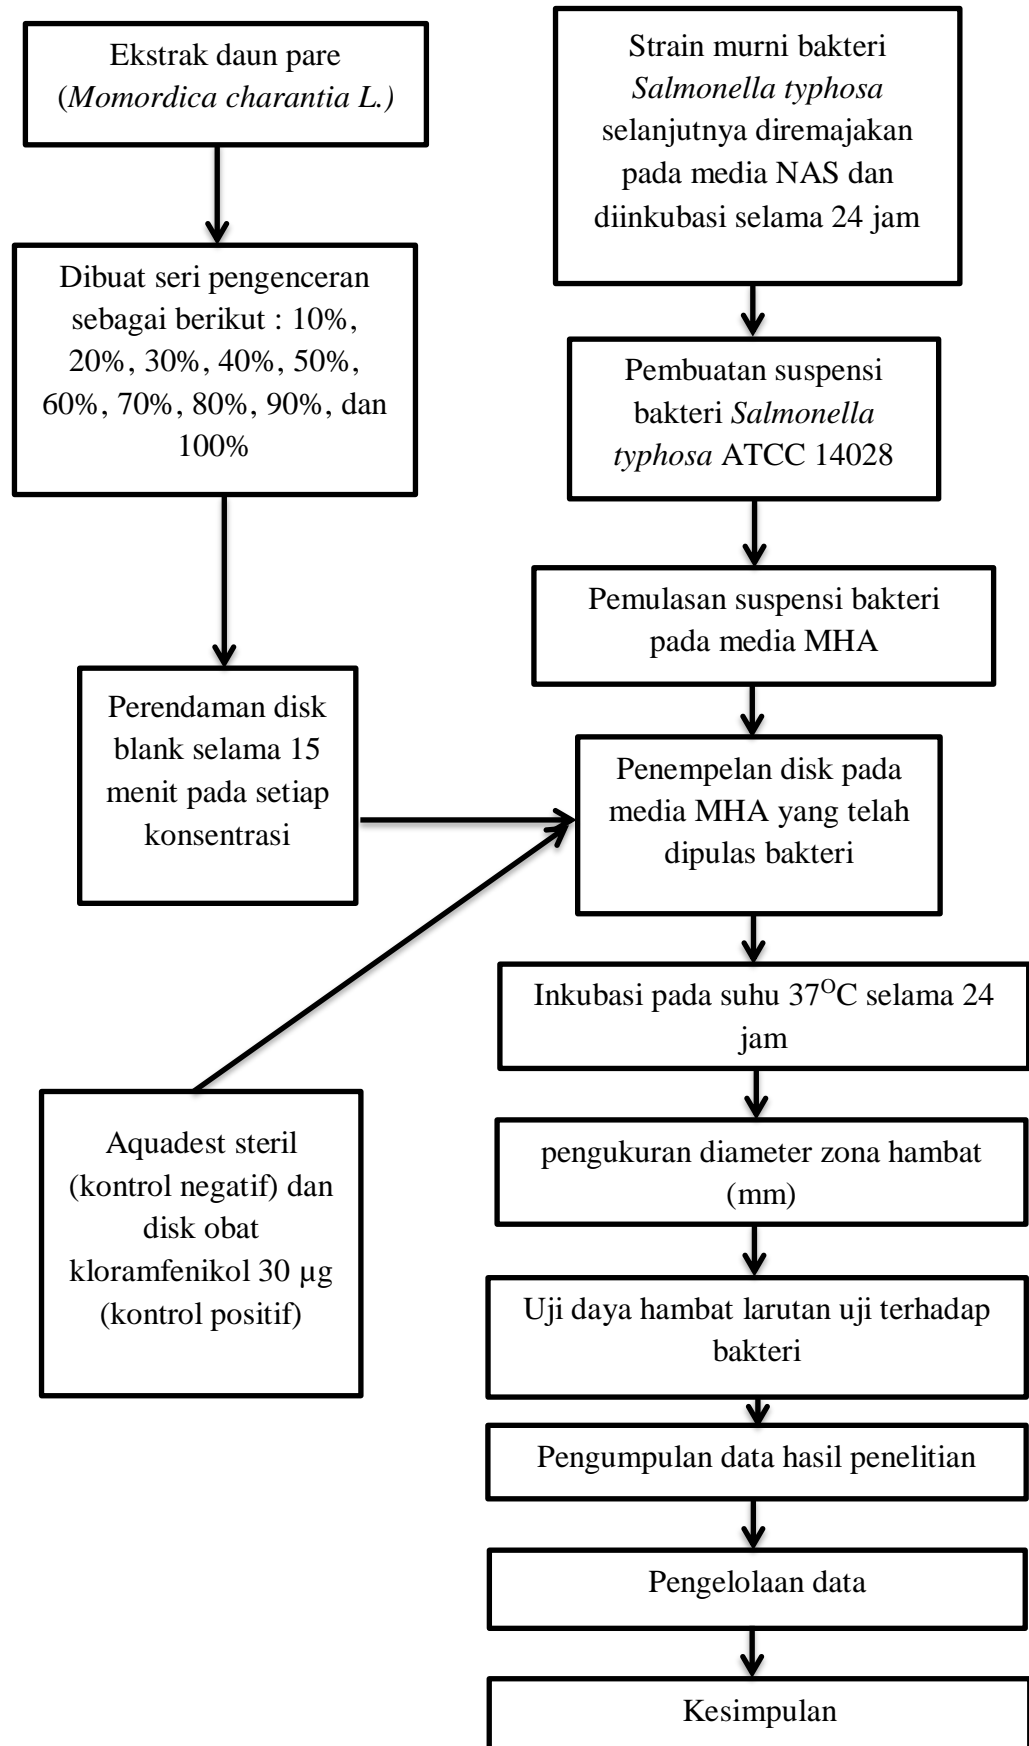 Ekstrak daun pare
(Momordica charantia L.)
Dibuat seri pengenceran
sebagai berikut : 10%,
20%, 30%, 40%, 50%,
60%, 70%, 80%, 90%, dan
100%
Perendaman disk
blank selama 15
menit pada setiap
konsentrasi
Aquadest steril
(kontrol negatif) dan
disk obat
kloramfenikol 30 µg
(kontrol positif)
Strain murni bakteri
Salmonella typhosa
selanjutnya diremajakan
pada media NAS dan
diinkubasi selama 24 jam
Pembuatan suspensi
bakteri Salmonella
typhosa ATCC 14028
Pemulasan suspensi bakteri
pada media MHA
Penempelan disk pada
media MHA yang telah
dipulas bakteri
Inkubasi pada suhu 37<sup>O</sup>C selama 24
jam
pengukuran diameter zona hambat
(mm)
Uji daya hambat larutan uji terhadap
bakteri
Pengumpulan data hasil penelitian
Pengelolaan data
Kesimpulan